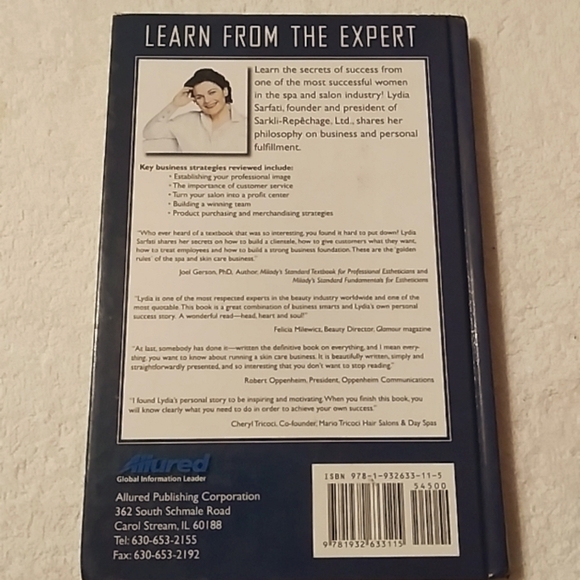 LEARN FROM THE EXPERT
Learn the secrets of success from
one of the most successful women
in the spa and salon industry! Lydia
Sarfati, founder and president of
Sarkli-Repêchage, Ltd., shares her
philosophy on business and personal
fulfillment.
Key business strategies reviewed include:
• Establishing your professional image
• The importance of customer service
• Turn your salon into a profit center
• Building a winning team
• Product purchasing and merchandising strategies
"Who ever heard of a textbook that was so interesting, you found it hard to put down? Lydia
Sarfati shares her secrets on how to build a clientele, how to give customers what they want,
how to treat employees and how to build a strong business foundation. These are the 'golden
rules' of the spa and skin care business."
Joel Gerson, PhD, Author, Milady's Standard Textbook for Professional Estheticians and
Milady's Standard Fundamentals for Estheticians
"Lydia is one of the most respected experts in the beauty industry worldwide and one of the
most quotable. This book is a great combination of business smarts and Lydia's own personal
success story. A wonderful read—head, heart and soul!"
Felicia Milewicz, Beauty Director, Glamour magazine
"At last, somebody has done it—written the definitive book on everything, and I mean every-
thing, you want to know about running a skin care business. It is beautifully written, simply and
straightforwardly presented, and so interesting that you don't want to stop reading."
Robert Oppenheim, President, Oppenheim Communications
"I found Lydia's personal story to be inspiring and motivating. When you finish this book, you
will know clearly what you need to do in order to achieve your own success."
Cheryl Tricoci, Co-founder, Mario Tricoci Hair Salons & Day Spas
Allured
Global Information Leader
Allured Publishing Corporation
362 South Schmale Road
Carol Stream, IL 60188
Tel: 630-653-2155
Fax: 630-653-2192
ISBN 978-1-932633-11-5
54500
9 781932 633115